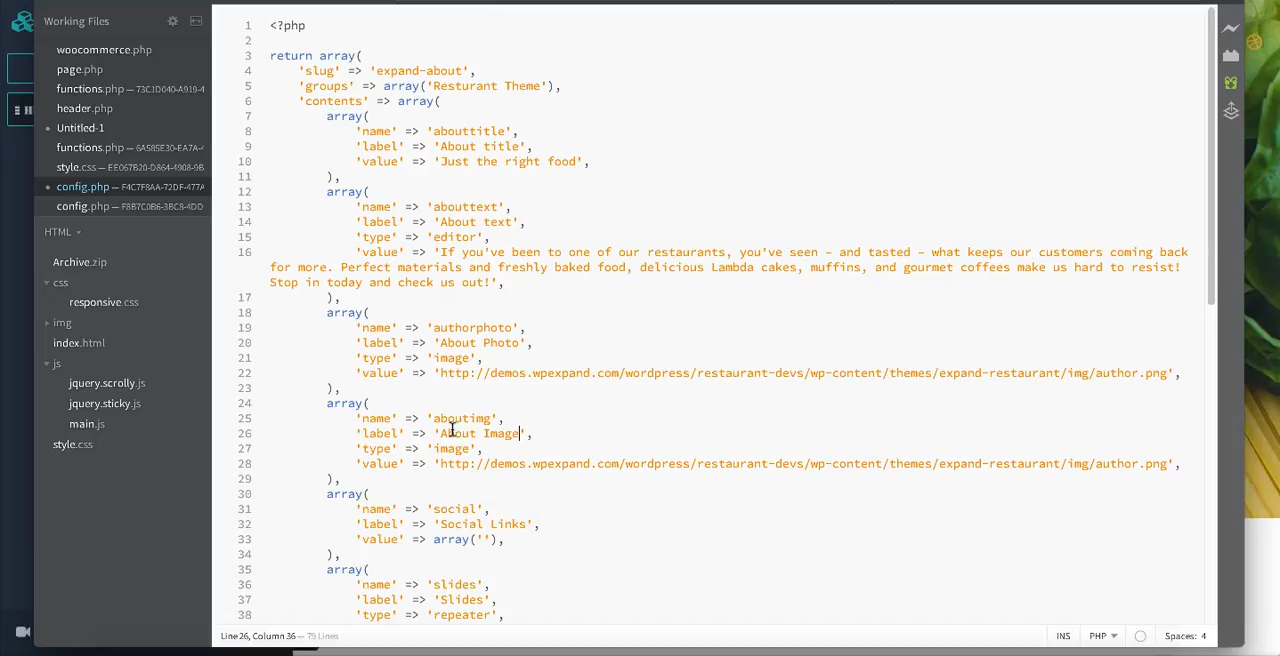 Working Files
woocommerce.php
page.php
functions.php — 73C1D040-A919-4
header.php
Untitled-1
functions.php — 6A585E30-EA7A-4
style.css — EE067B20-D864-4908-9B
config.php — F4C7F8AA-72DF-477A
config.php — F8B7C0B6-3BC8-4DD
HTML
Archive.zip
css
responsive.css
img
index.html
js
jquery.scrolly.js
jquery.sticky.js
main.js
style.css
1 <?php
2
3 return array(
4 'slug' => 'expand-about',
5 'groups' => array('Resturant Theme'),
6 'contents' => array(
7 array(
8 'name' => 'abouttitle',
9 'label' => 'About title',
10 'value' => 'Just the right food',
11 ),
12 array(
13 'name' => 'abouttext',
14 'label' => 'About text',
15 'type' => 'editor',
16 'value' => 'If you've been to one of our restaurants, you've seen – and tasted – what keeps our customers coming back
for more. Perfect materials and freshly baked food, delicious Lambda cakes, muffins, and gourmet coffees make us hard to resist!
Stop in today and check us out!',
17 ),
18 array(
19 'name' => 'authorphoto',
20 'label' => 'About Photo',
21 'type' => 'image',
22 'value' => 'http://demos.wpexpand.com/wordpress/restaurant-devs/wp-content/themes/expand-restaurant/img/author.png',
23 ),
24 array(
25 'name' => 'aboutimg',
26 'label' => 'About Image',
27 'type' => 'image',
28 'value' => 'http://demos.wpexpand.com/wordpress/restaurant-devs/wp-content/themes/expand-restaurant/img/author.png',
29 ),
30 array(
31 'name' => 'social',
32 'label' => 'Social Links',
33 'value' => array(''),
34 ),
35 array(
36 'name' => 'slides',
37 'label' => 'Slides',
38 'type' => 'repeater',
Line 26, Column 36 — 79 Lines
INS
PHP
Spaces: 4